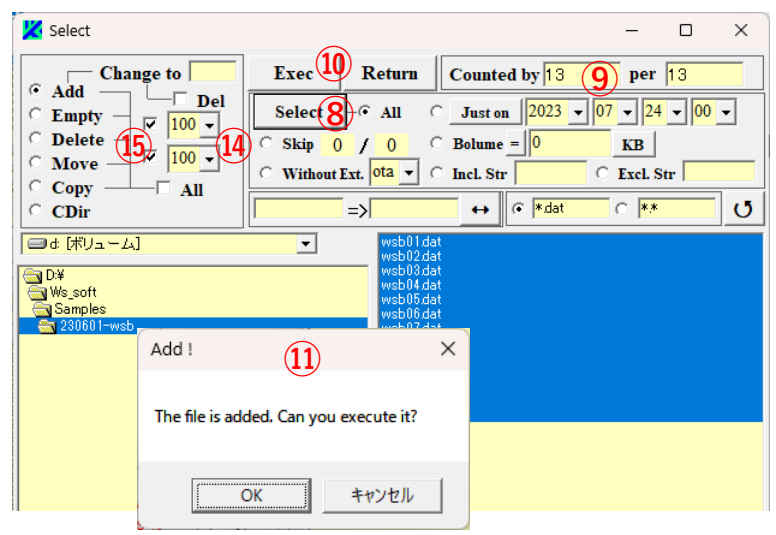 Select
Change to
Exec ⑩ Return
Counted by 13 ⑨ per 13
Add
Del
Select ⑧ All
Just on 2023 07 24 00
Empty
100
Skip 0 / 0
Bolume = 0 KB
Delete ⑮
100 ⑭
Move
Without Ext. ota
Incl. Str
Excl. Str
Copy
All
CDir
=> ↔
*.dat
*.*
↺
d: [ボリューム]
D:¥
Ws_soft
Samples
230601-wsb
wsb01.dat
wsb02.dat
wsb03.dat
wsb04.dat
wsb05.dat
wsb06.dat
wsb07.dat
Add !
⑪
The file is added. Can you execute it?
OK
キャンセル